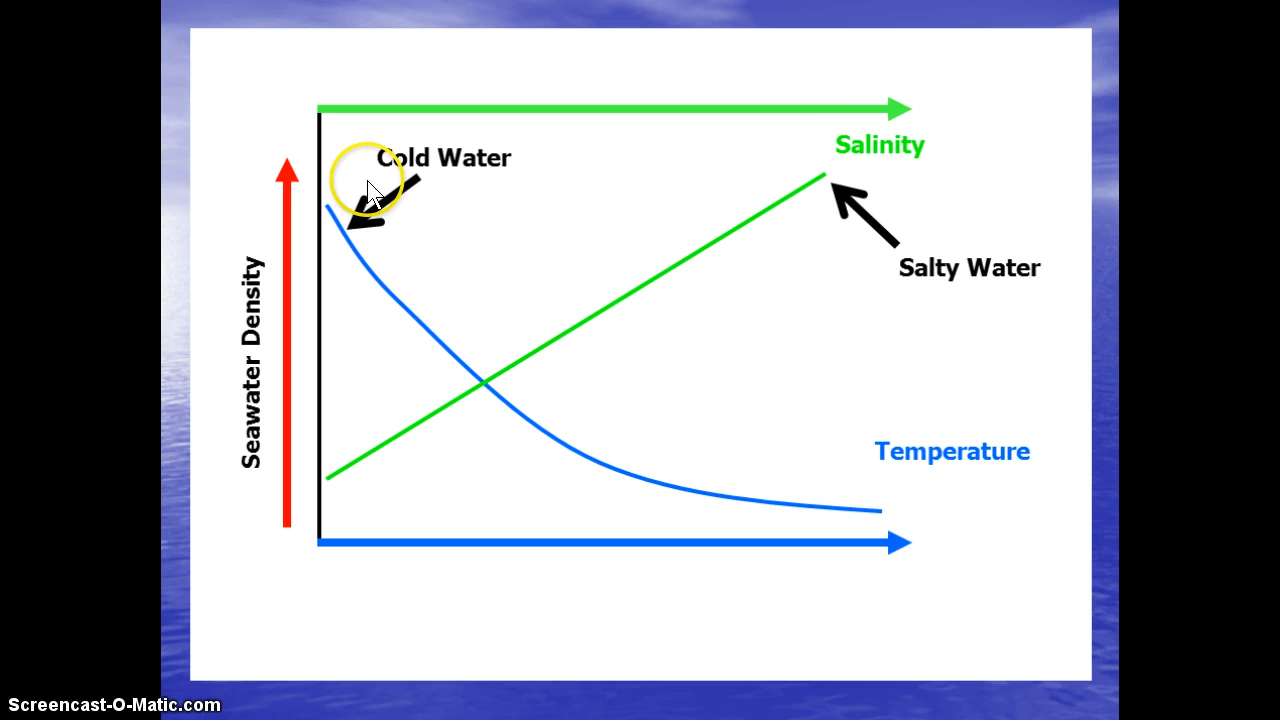 Salinity
Cold Water
Salty Water
Seawater Density
Temperature
Screencast-O-Matic.com